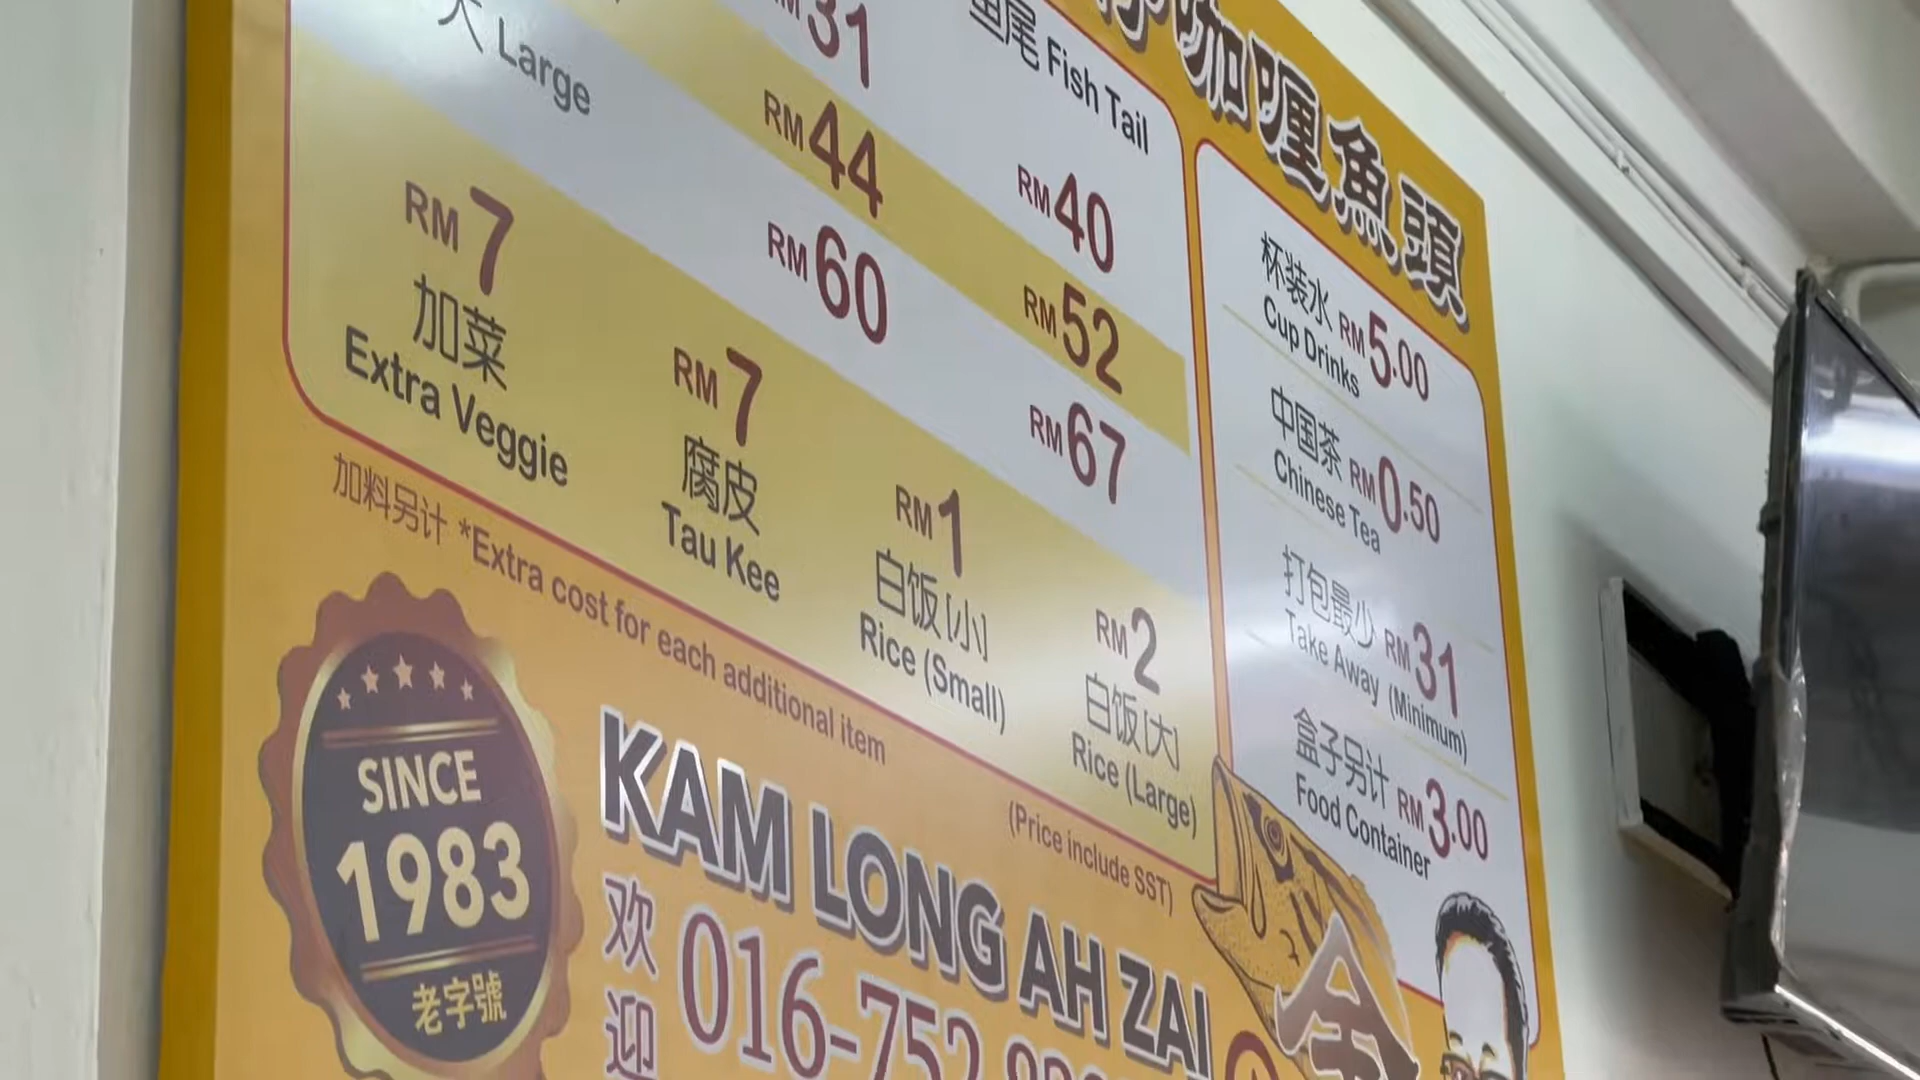 咖喱魚頭
大 Large
RM31
鱼尾 Fish Tail
RM44
RM40
RM60
RM52
RM67
RM7
加菜
Extra Veggie
RM7
腐皮
Tau Kee
RM1
白饭[小]
Rice (Small)
RM2
白饭[大]
Rice (Large)
加料另计 *Extra cost for each additional item
(Price include SST)
杯装水 RM5.00
Cup Drinks
中国茶 RM0.50
Chinese Tea
打包最少 RM31
Take Away (Minimum)
盒子另计 RM3.00
Food Container
SINCE
1983
老字號
KAM LONG AH ZAI
欢迎
016-752